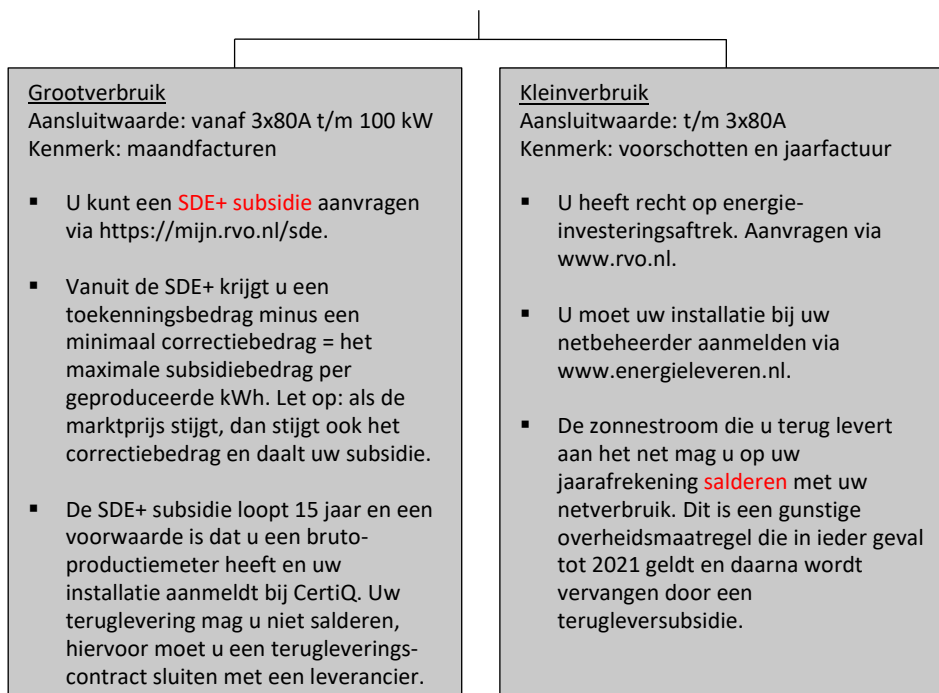 Grootverbruik
Aansluitwaarde: vanaf 3x80A t/m 100 kW
Kenmerk: maandfacturen
▪ U kunt een SDE+ subsidie aanvragen
via https://mijn.rvo.nl/sde.
▪ Vanuit de SDE+ krijgt u een
toekenningsbedrag minus een
minimaal correctiebedrag = het
maximale subsidiebedrag per
geproduceerde kWh. Let op: als de
marktprijs stijgt, dan stijgt ook het
correctiebedrag en daalt uw subsidie.
▪ De SDE+ subsidie loopt 15 jaar en een
voorwaarde is dat u een bruto-
productiemeter heeft en uw
installatie aanmeldt bij CertiQ. Uw
teruglevering mag u niet salderen,
hiervoor moet u een terugleverings-
contract sluiten met een leverancier.
Kleinverbruik
Aansluitwaarde: t/m 3x80A
Kenmerk: voorschotten en jaarfactuur
▪ U heeft recht op energie-
investeringsaftrek. Aanvragen via
www.rvo.nl.
▪ U moet uw installatie bij uw
netbeheerder aanmelden via
www.energieleveren.nl.
▪ De zonnestroom die u terug levert
aan het net mag u op uw
jaarafrekening salderen met uw
netverbruik. Dit is een gunstige
overheidsmaatregel die in ieder geval
tot 2021 geldt en daarna wordt
vervangen door een
terugleversubsidie.